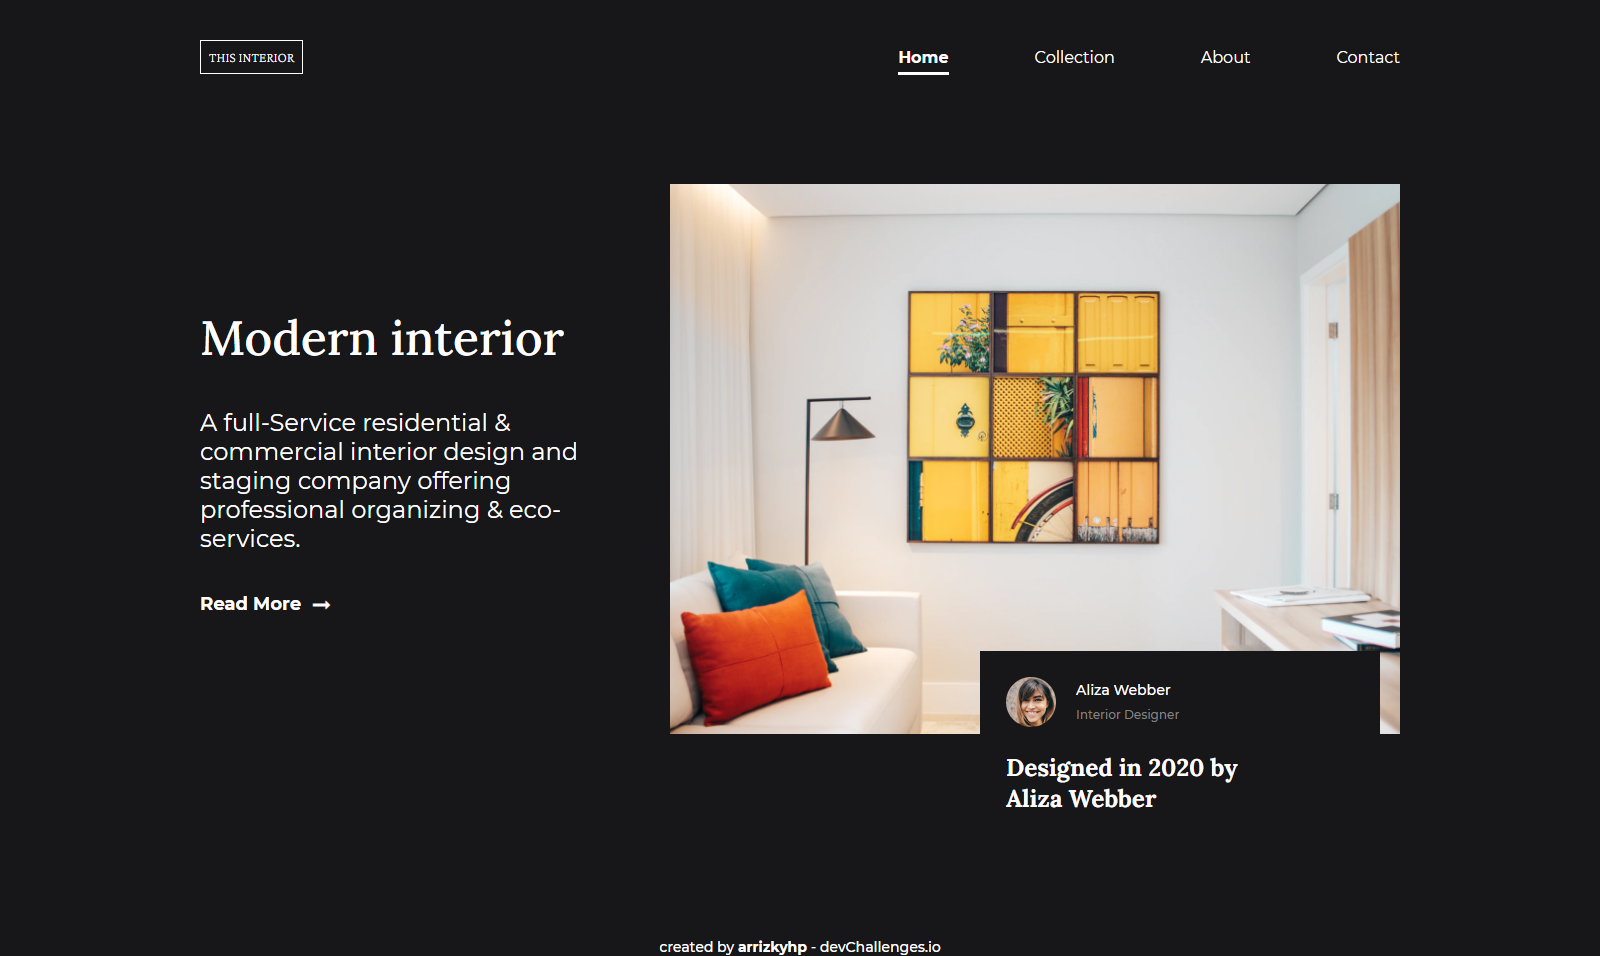 THIS INTERIOR
Home
Collection
About
Contact
Modern interior
A full-Service residential &
commercial interior design and
staging company offering
professional organizing & eco-
services.
Read More
Aliza Webber
Interior Designer
Designed in 2020 by
Aliza Webber
created by arrizkyhp - devChallenges.io